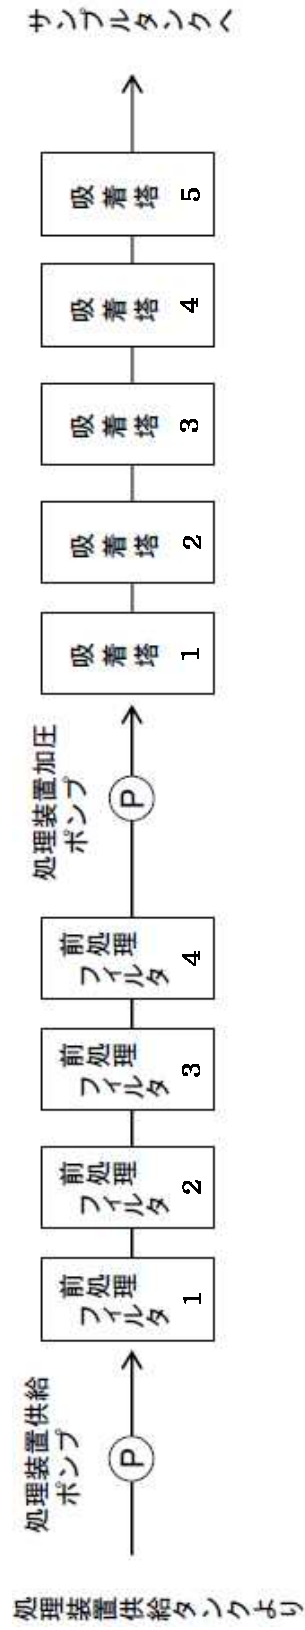 処理装置供給タンクより
処理装置供給
ポンプ
P
前処理
フィルタ
1
前処理
フィルタ
2
前処理
フィルタ
3
前処理
フィルタ
4
処理装置加圧
ポンプ
P
吸着塔
1
吸着塔
2
吸着塔
3
吸着塔
4
吸着塔
5
サンプルタンクへ